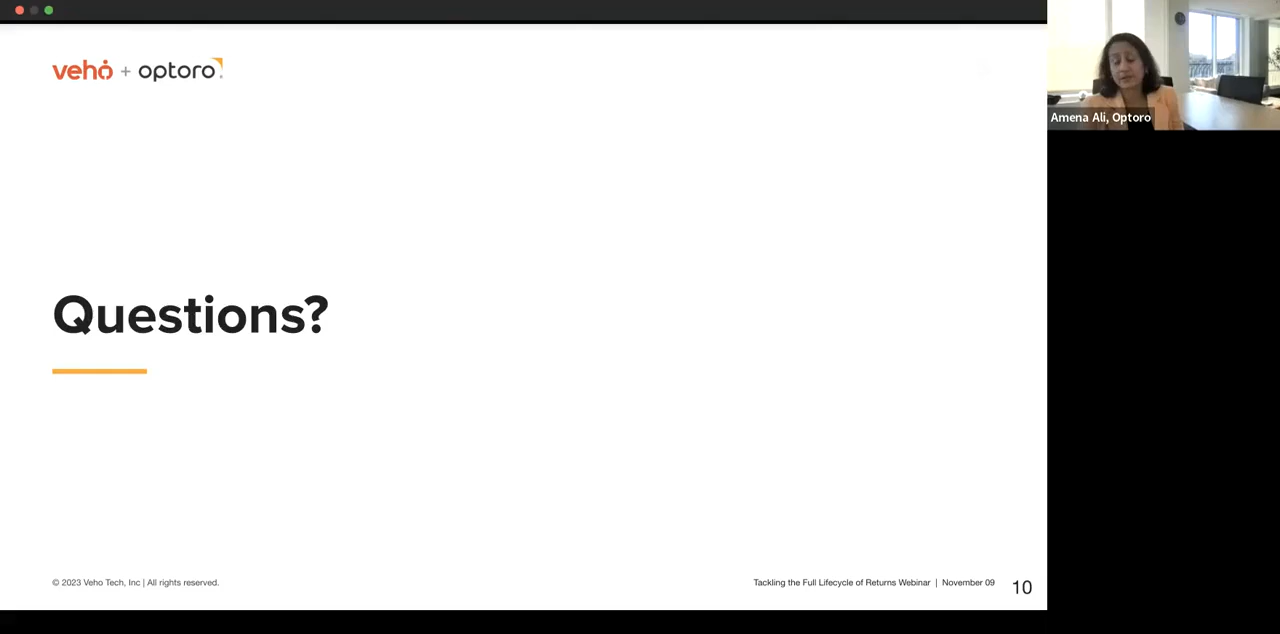 veho + optoro
Amena Ali, Optoro
Questions?
© 2023 Veho Tech, Inc | All rights reserved.
Tackling the Full Lifecycle of Returns Webinar | November 09
10